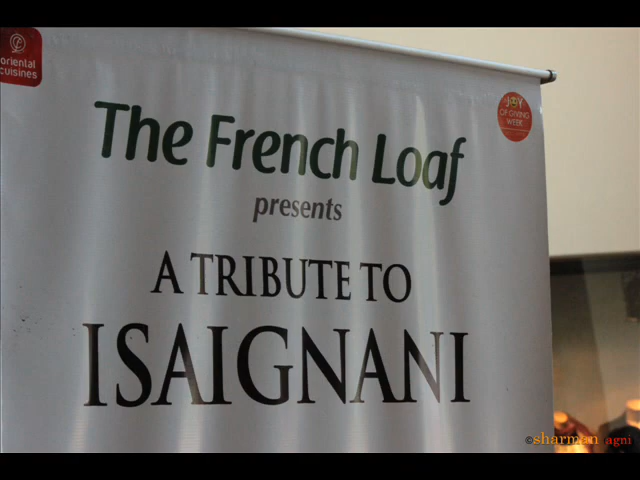 oriental
cuisines
JOY
OF GIVING
WEEK
The French Loaf
presents
A TRIBUTE TO
ISAIGNANI
©sharman agni